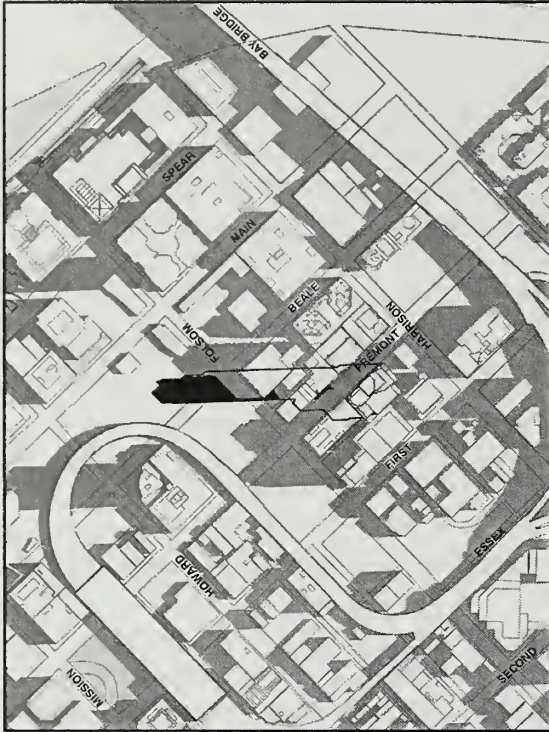 BAY BRIDGE
SPEAR
MAIN
BEALE
FOLSOM
FREMONT
HARRISON
FIRST
HOWARD
ESSEX
MISSION
SECOND